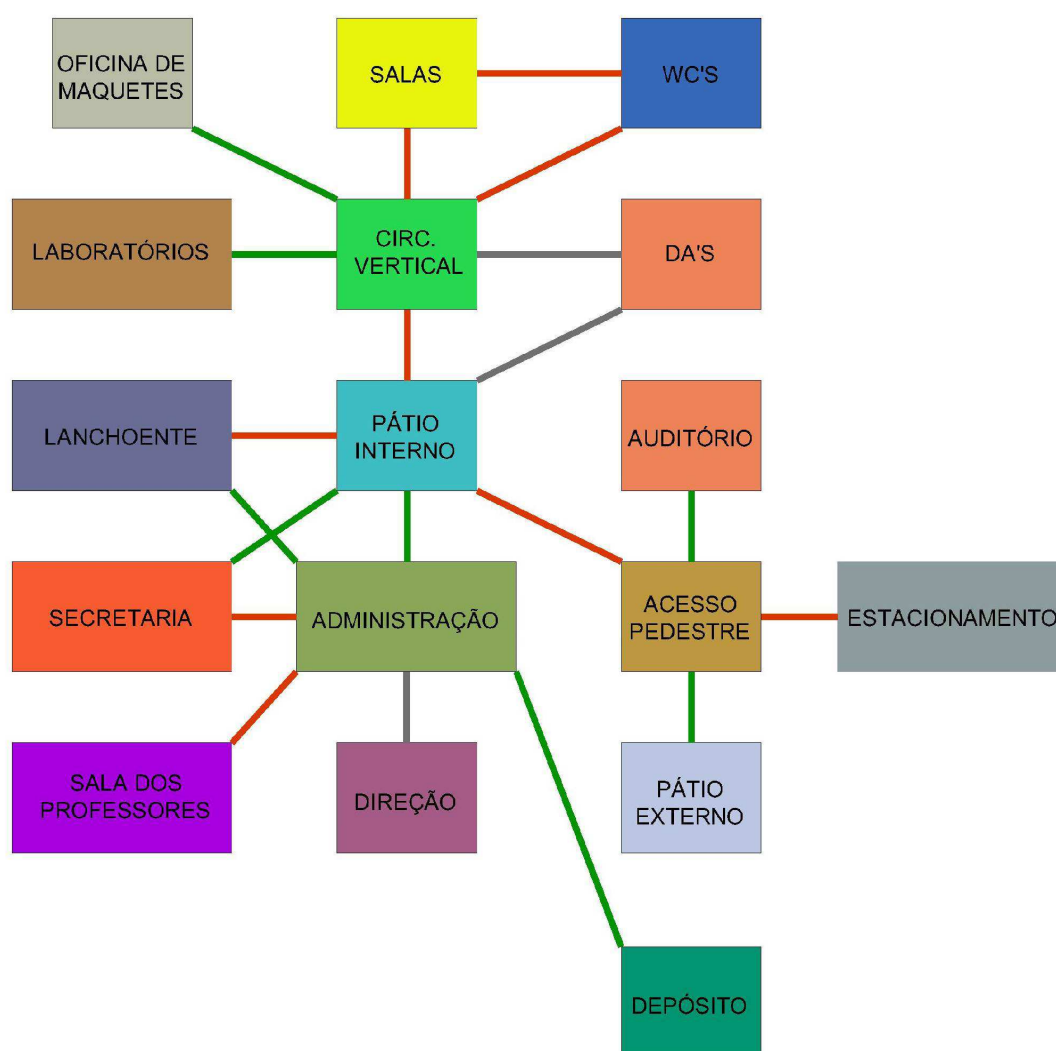 OFICINA DE
MAQUETES
SALAS
WC'S
LABORATÓRIOS
CIRC.
VERTICAL
DA'S
LANCHOENTE
PÁTIO
INTERNO
AUDITÓRIO
SECRETARIA
ADMINISTRAÇÃO
ACESSO
PEDESTRE
ESTACIONAMENTO
SALA DOS
PROFESSORES
DIREÇÃO
PÁTIO
EXTERNO
DEPÓSITO